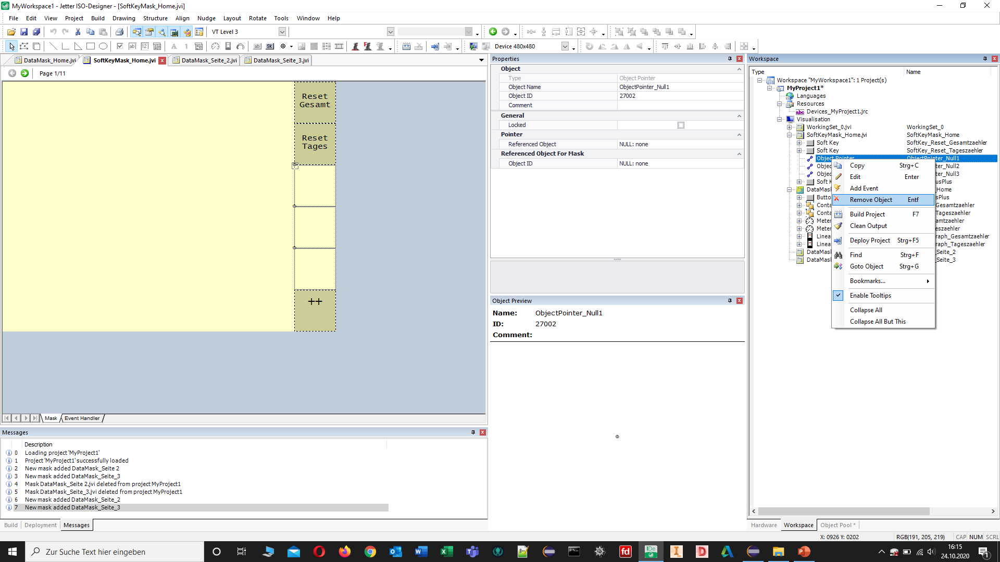 MyWorkspace1 - Jetter ISO-Designer - [SoftKeyMask_Home.jvi]
File Edit View Project Build Drawing Structure Align Nudge Layout Rotate Tools Window Help
VT Level 3
Device 480x480
DataMask_Home.jvi SoftKeyMask_Home.jvi DataMask_Seite_2.jvi DataMask_Seite_3.jvi
Page 1/11
Reset
Gesamt
Reset
Tages
++
Mask Event Handler
Messages
Description
0 Loading project 'MyProject1'
1 Project 'MyProject1' successfully loaded
2 New mask added DataMask_Seite 2
3 New mask added DataMask_Seite_3
4 Mask DataMask_Seite 2.jvi deleted from project MyProject1
5 Mask DataMask_Seite_3.jvi deleted from project MyProject1
6 New mask added DataMask_Seite_2
7 New mask added DataMask_Seite_3
Build Deployment Messages
Properties
Object
Type Object Pointer
Object Name ObjectPointer_Null1
Object ID 27002
Comment
General
Locked
Pointer
Referenced Object NULL: none
Referenced Object For Mask
Object ID NULL: none
Object Preview
Name: ObjectPointer_Null1
ID: 27002
Comment:
Workspace
Type Name
Workspace "MyWorkspace1": 1 Project(s)
MyProject1*
Languages
Resources
abc Devices_MyProject1.jrc
Visualisation
WorkingSet_0.jvi WorkingSet_0
SoftKeyMask_Home.jvi SoftKeyMask_Home
Soft Key SoftKey_Reset_Gesamtzaehler
Soft Key SoftKey_Reset_Tageszaehler
Object Pointer ObjectPointer_Null1
Objec ter_Null2
Objec ter_Null3
Soft K usPlus
DataMas _Home
Butto sPlus
Conta Gesamtzaehler
Conta Tageszaehler
Meter amtzaehler
Meter eszaehler
Linea raph_Gesamtzaehler
Linea raph_Tageszaehler
DataMas _Seite_2
DataMas _Seite_3
Copy Strg+C
Edit Enter
Add Event
Remove Object Entf
Build Project F7
Clean Output
Deploy Project Strg+F5
Find Strg+F
Goto Object Strg+G
Bookmarks...
Enable Tooltips
Collapse All
Collapse All But This
Hardware Workspace Object Pool *
X: 0926 Y: 0202 RGB(191, 205, 219) CAP NUM SCRL
Zur Suche Text hier eingeben
16:15
24.10.2020